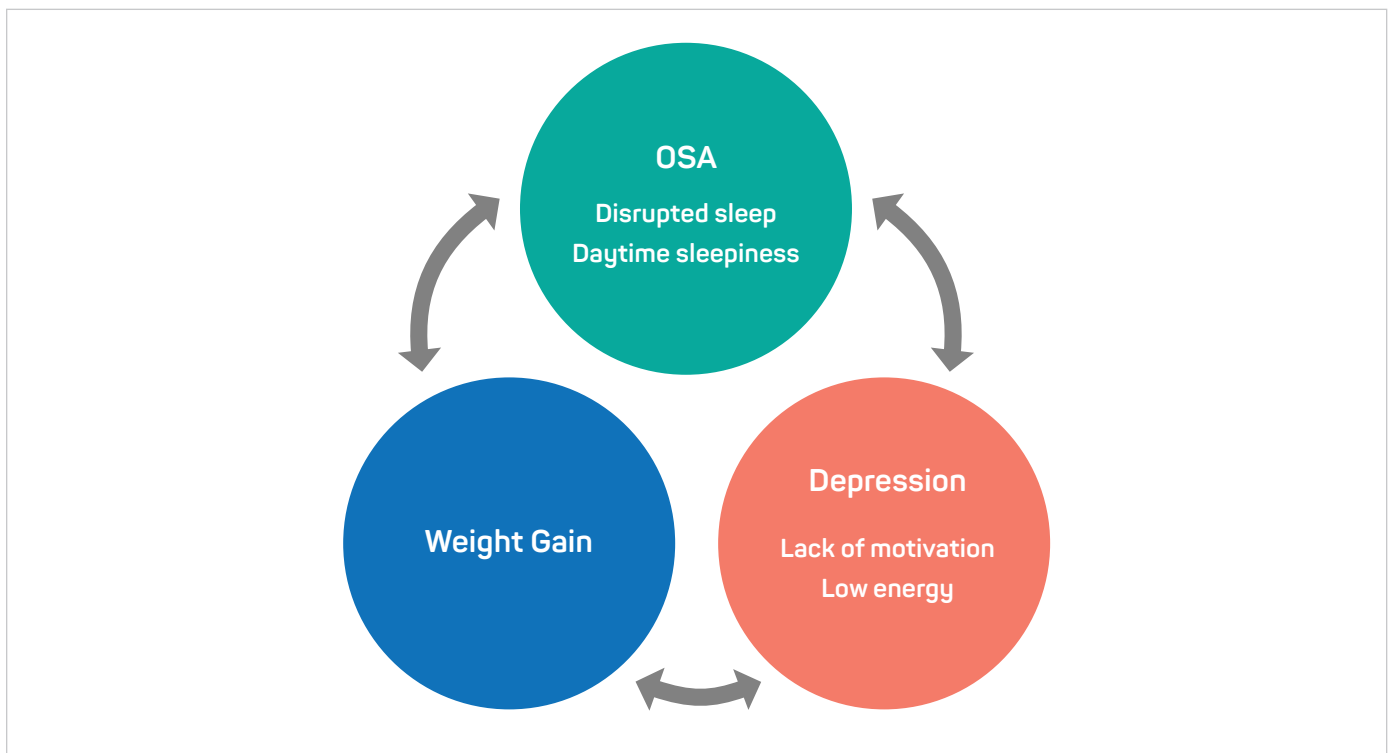 OSA
Disrupted sleep
Daytime sleepiness
Weight Gain
Depression
Lack of motivation
Low energy